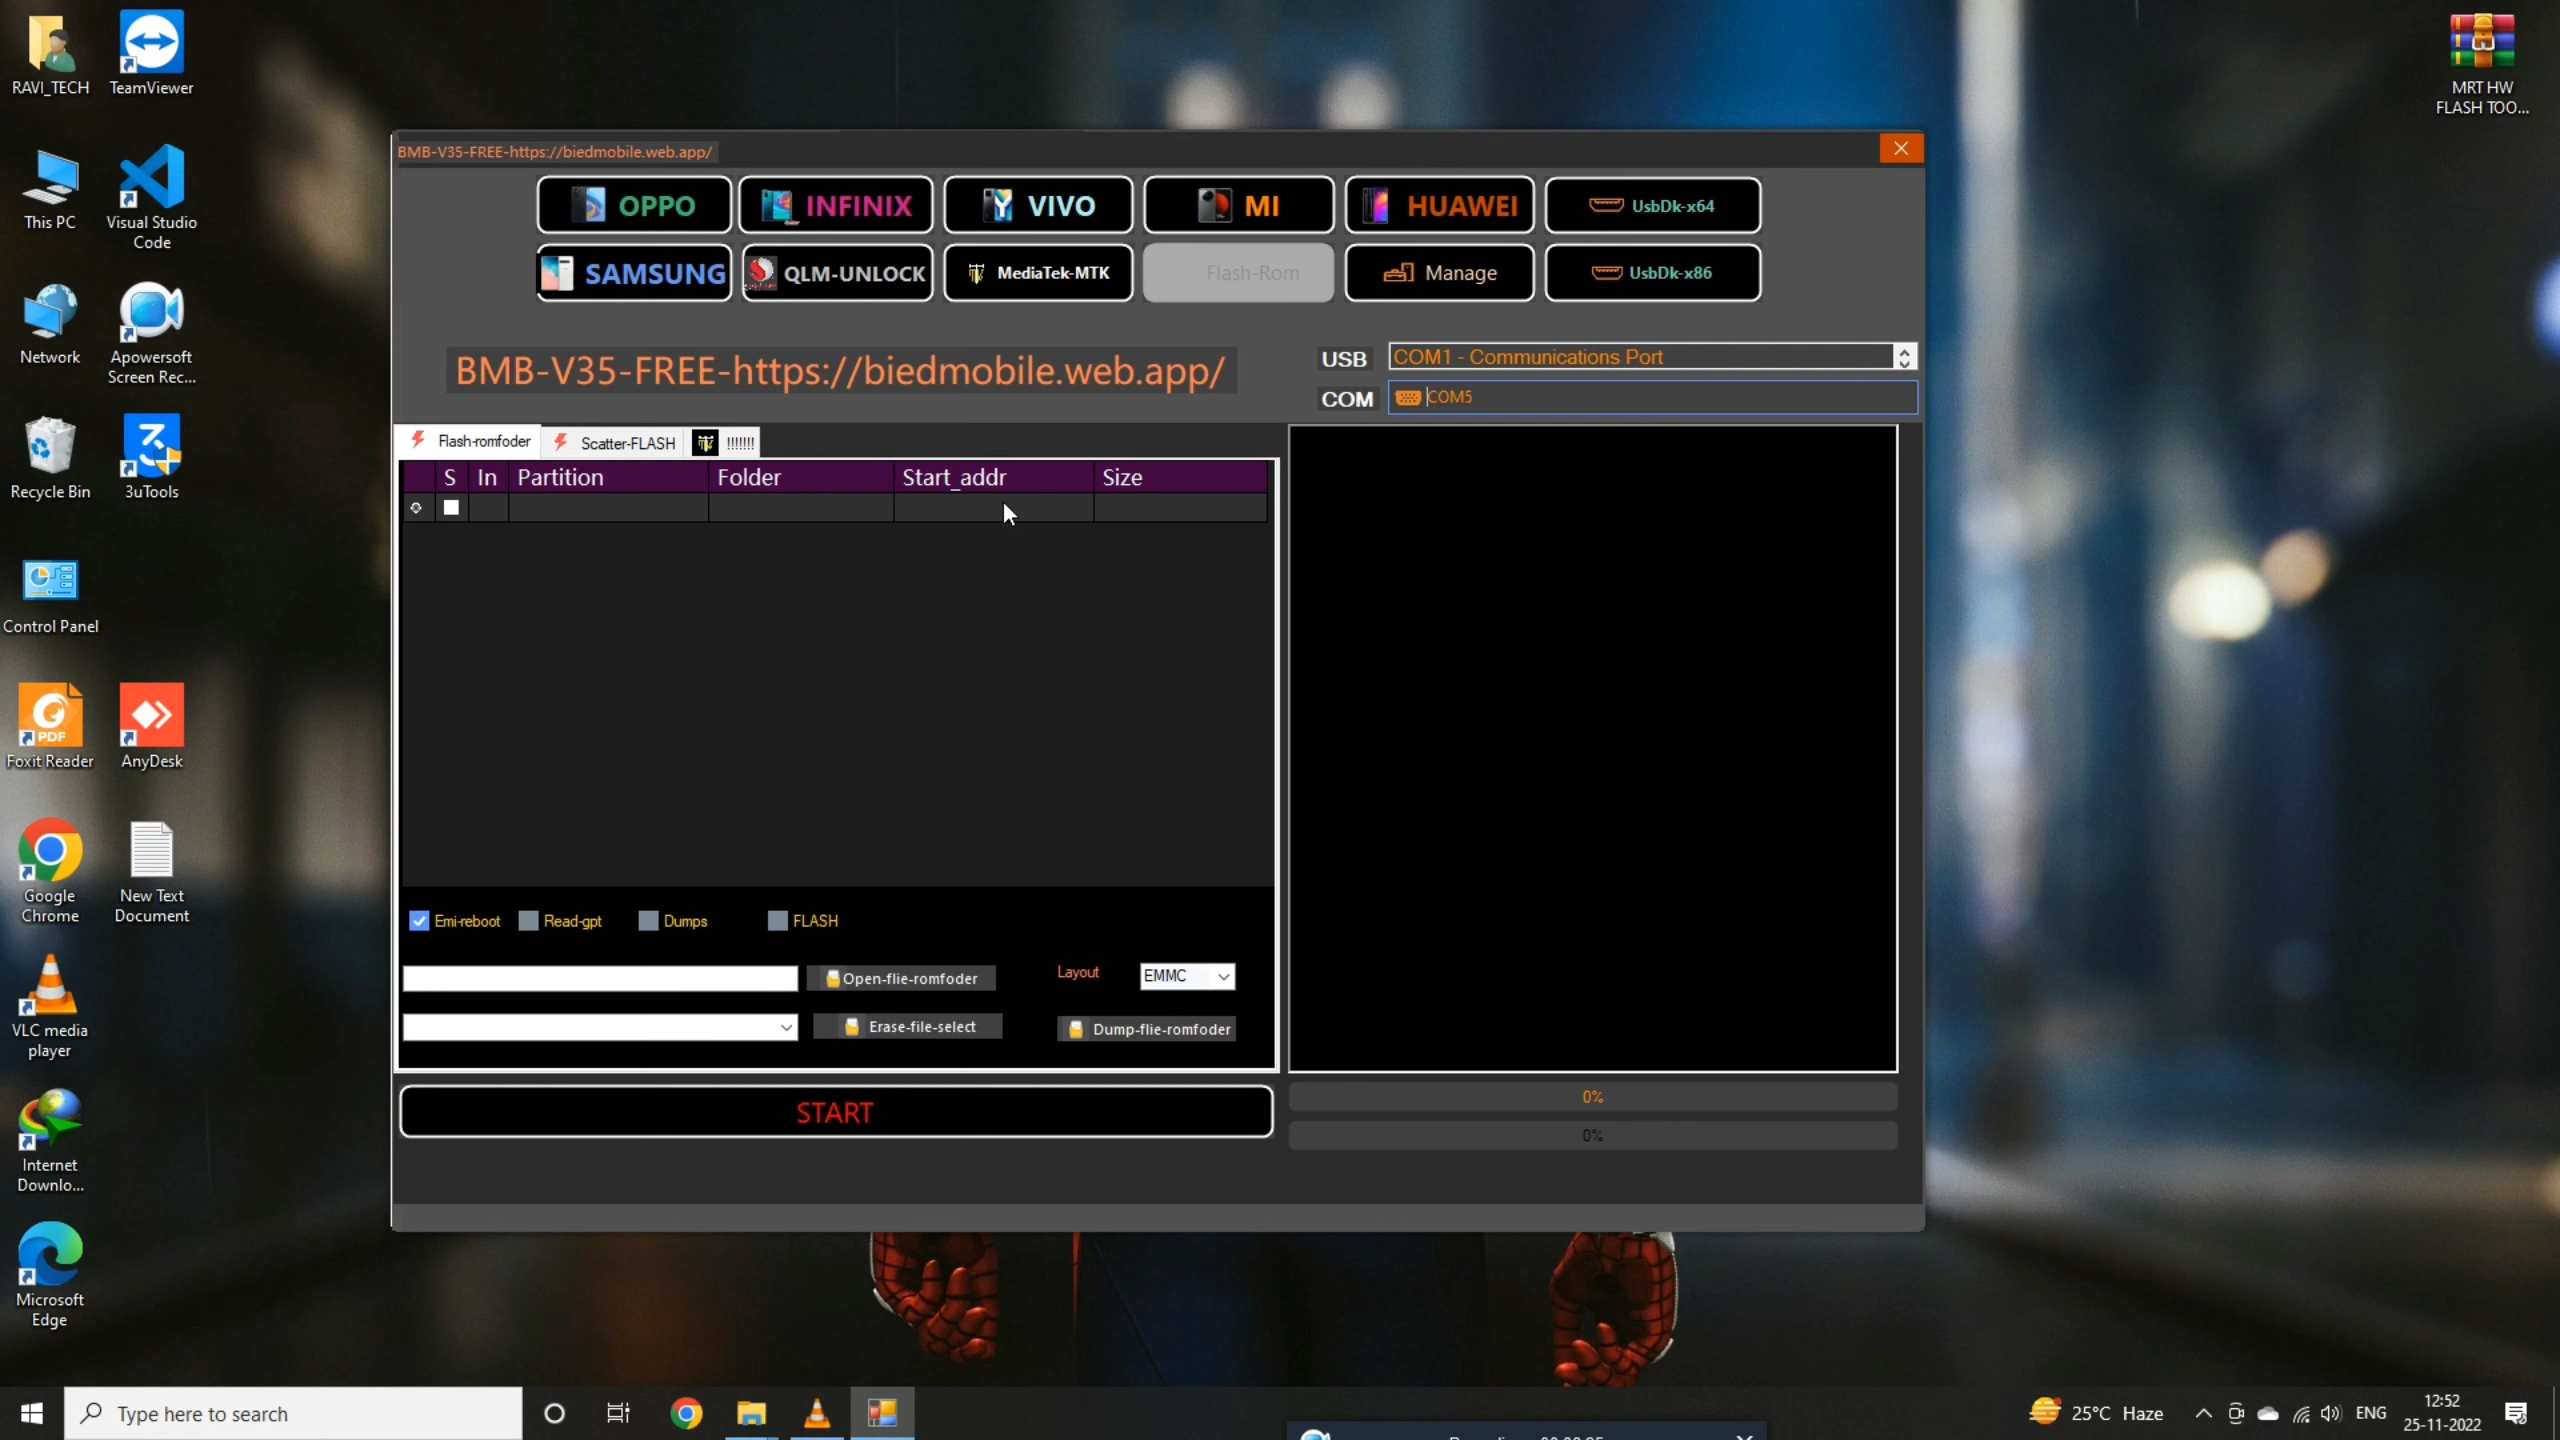 RAVI_TECH
TeamViewer
This PC
Visual Studio
Code
Network
Apowersoft
Screen Rec...
Recycle Bin
3uTools
Control Panel
PDF
Foxit Reader
AnyDesk
Google
Chrome
New Text
Document
VLC media
player
Internet
Downlo...
Microsoft
Edge
MRT HW
FLASH TOO...
BMB-V35-FREE-https://biedmobile.web.app/
OPPO
INFINIX
VIVO
MI
HUAWEI
UsbDk-x64
SAMSUNG
QLM-UNLOCK
MediaTek-MTK
Flash-Rom
Manage
UsbDk-x86
BMB-V35-FREE-https://biedmobile.web.app/
USB
COM1 - Communications Port
COM
COM5
Flash-romfoder
Scatter-FLASH
!!!!!!!
S
In
Partition
Folder
Start_addr
Size
Emi-reboot
Read-gpt
Dumps
FLASH
Open-flie-romfoder
Layout
EMMC
Erase-file-select
Dump-flie-romfoder
START
0%
0%
Type here to search
25°C Haze
ENG
12:52
25-11-2022